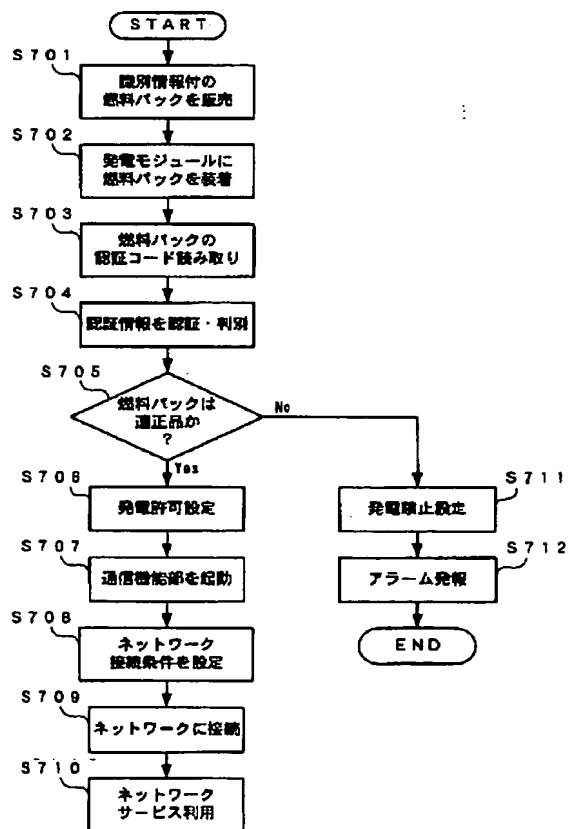 START
S701
識別情報付の
燃料パックを販売
S702
発電モジュールに
燃料パックを装着
S703
燃料パックの
認証コード読み取り
S704
認証情報を認証・判別
S705
燃料パックは
適正品か
?
No
Yes
S706
発電許可設定
S707
通信機能部を起動
S708
ネットワーク
接続条件を設定
S709
ネットワークに接続
S710
ネットワーク
サービス利用
S711
発電禁止設定
S712
アラーム発報
END